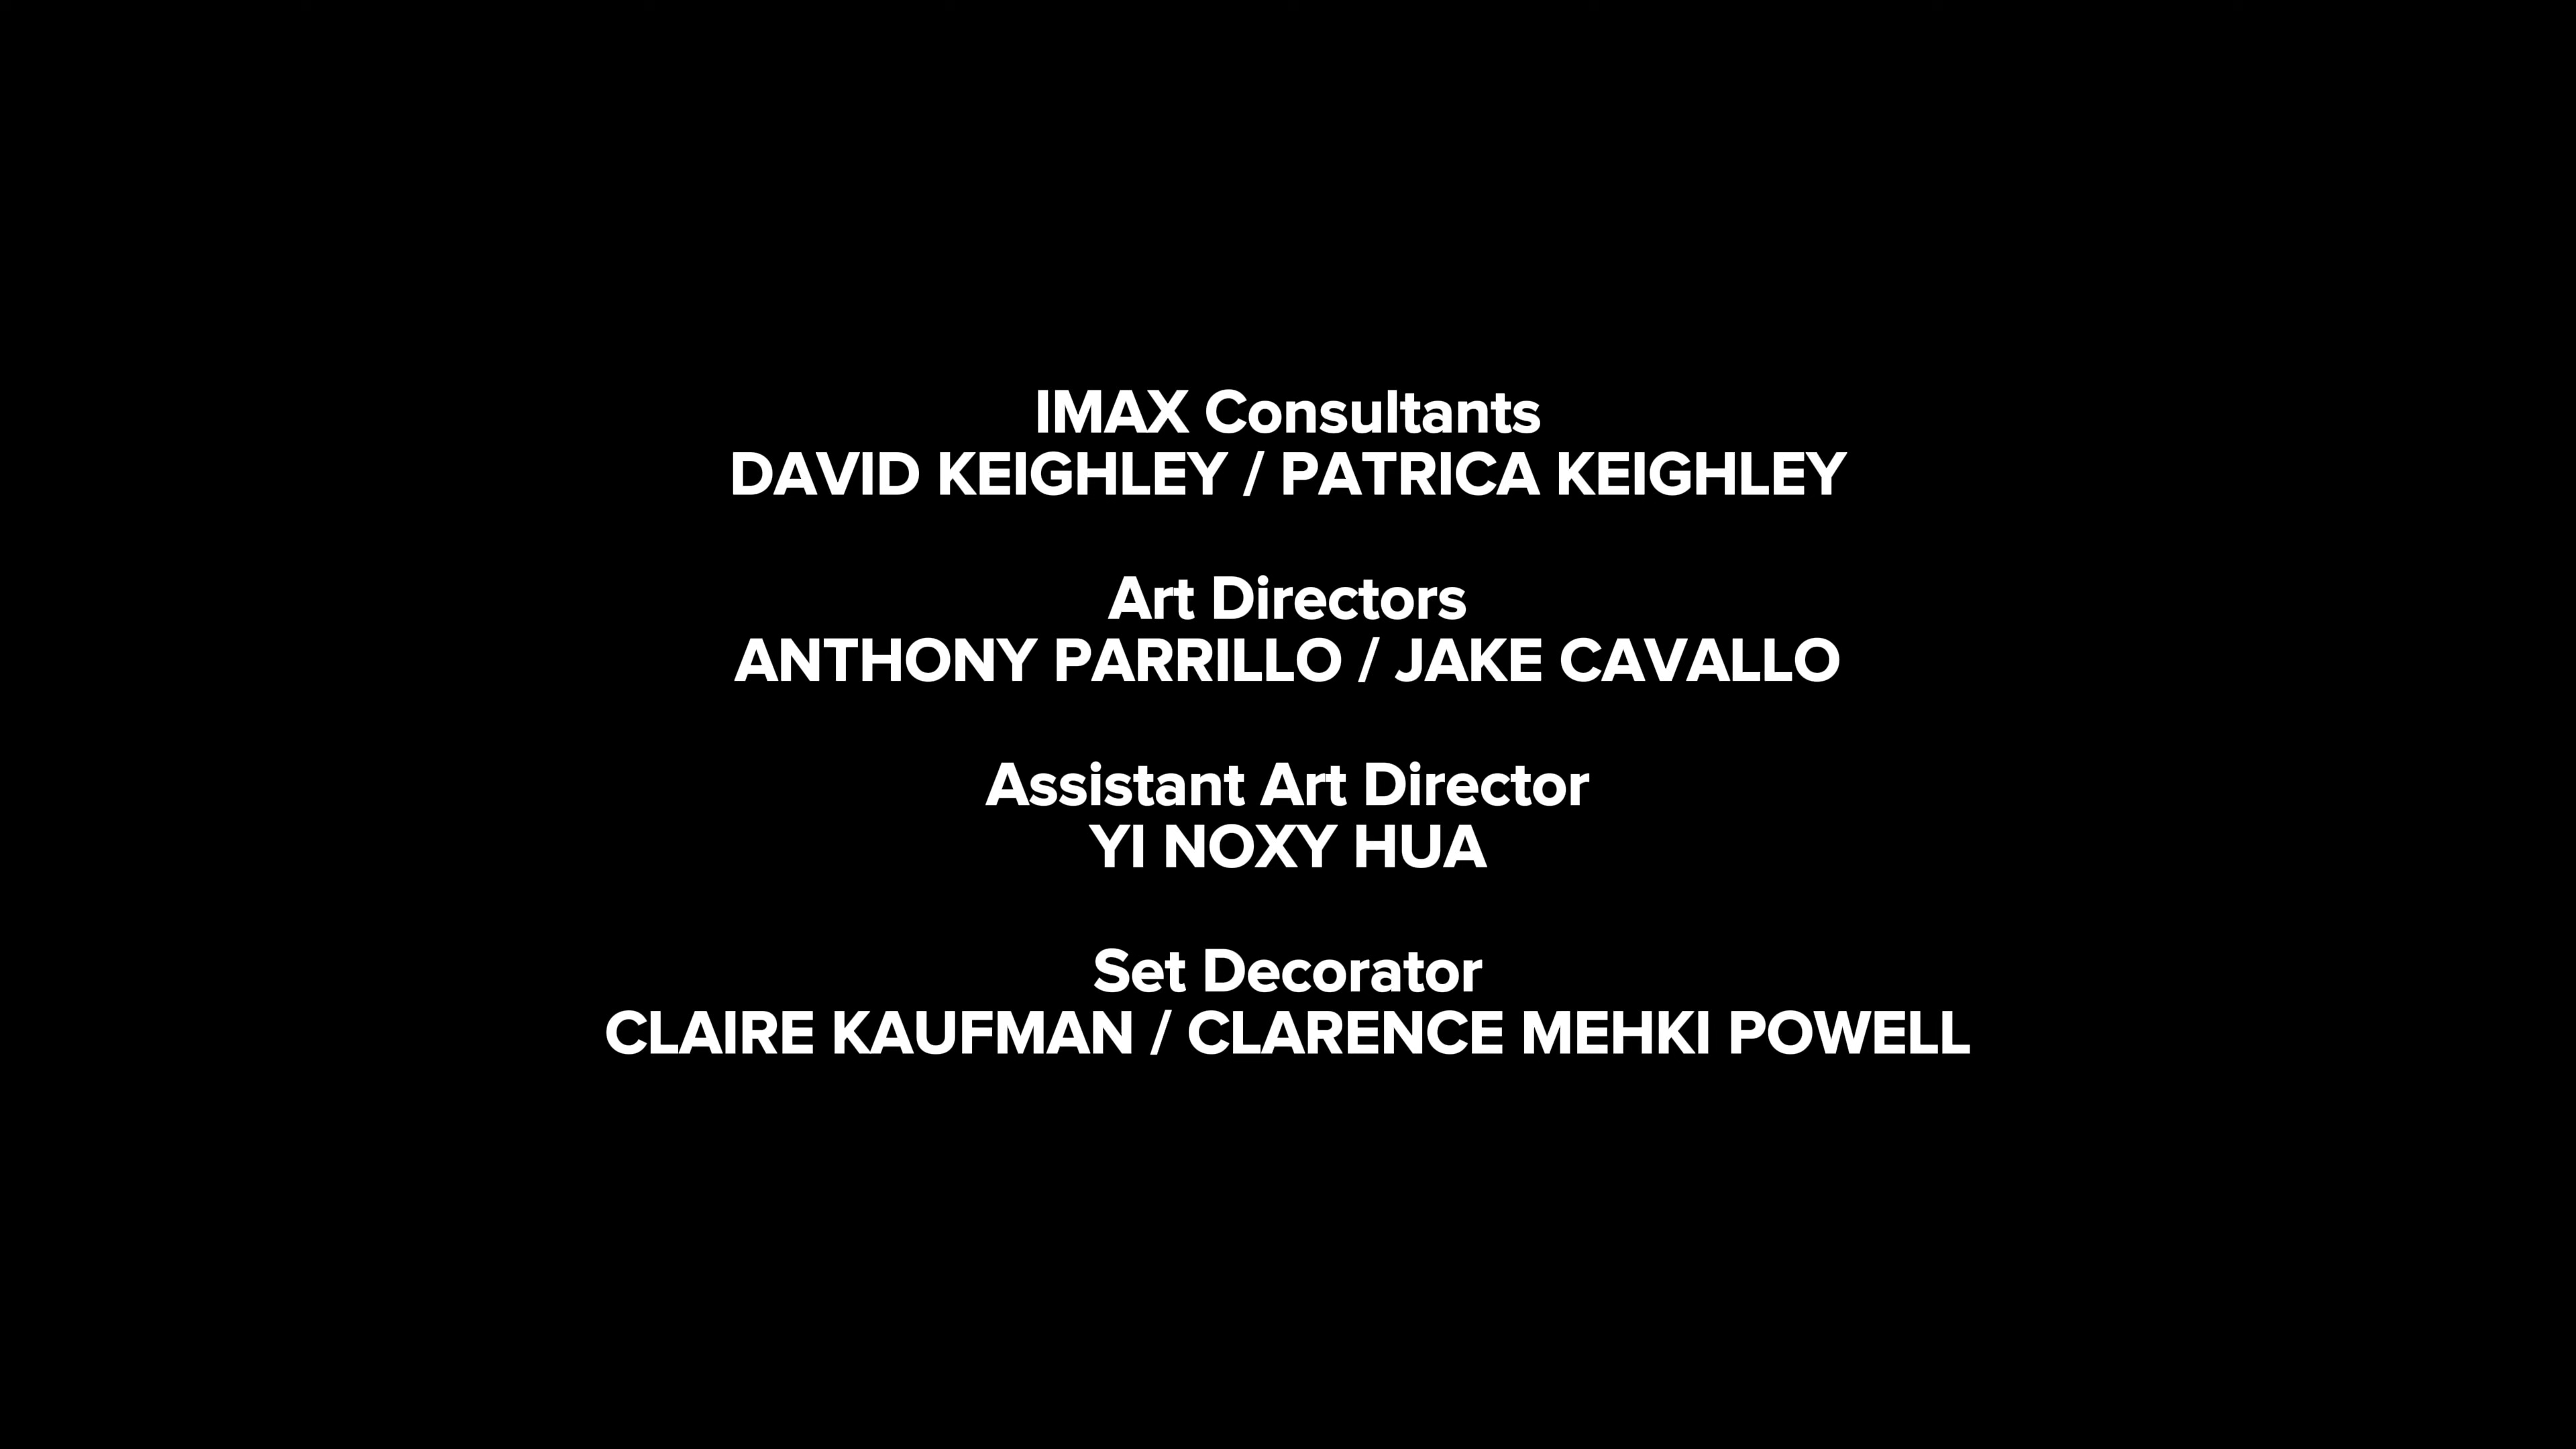 IMAX Consultants
DAVID KEIGHLEY / PATRICA KEIGHLEY
Art Directors
ANTHONY PARRILLO / JAKE CAVALLO
Assistant Art Director
YI NOXY HUA
Set Decorator
CLAIRE KAUFMAN / CLARENCE MEHKI POWELL